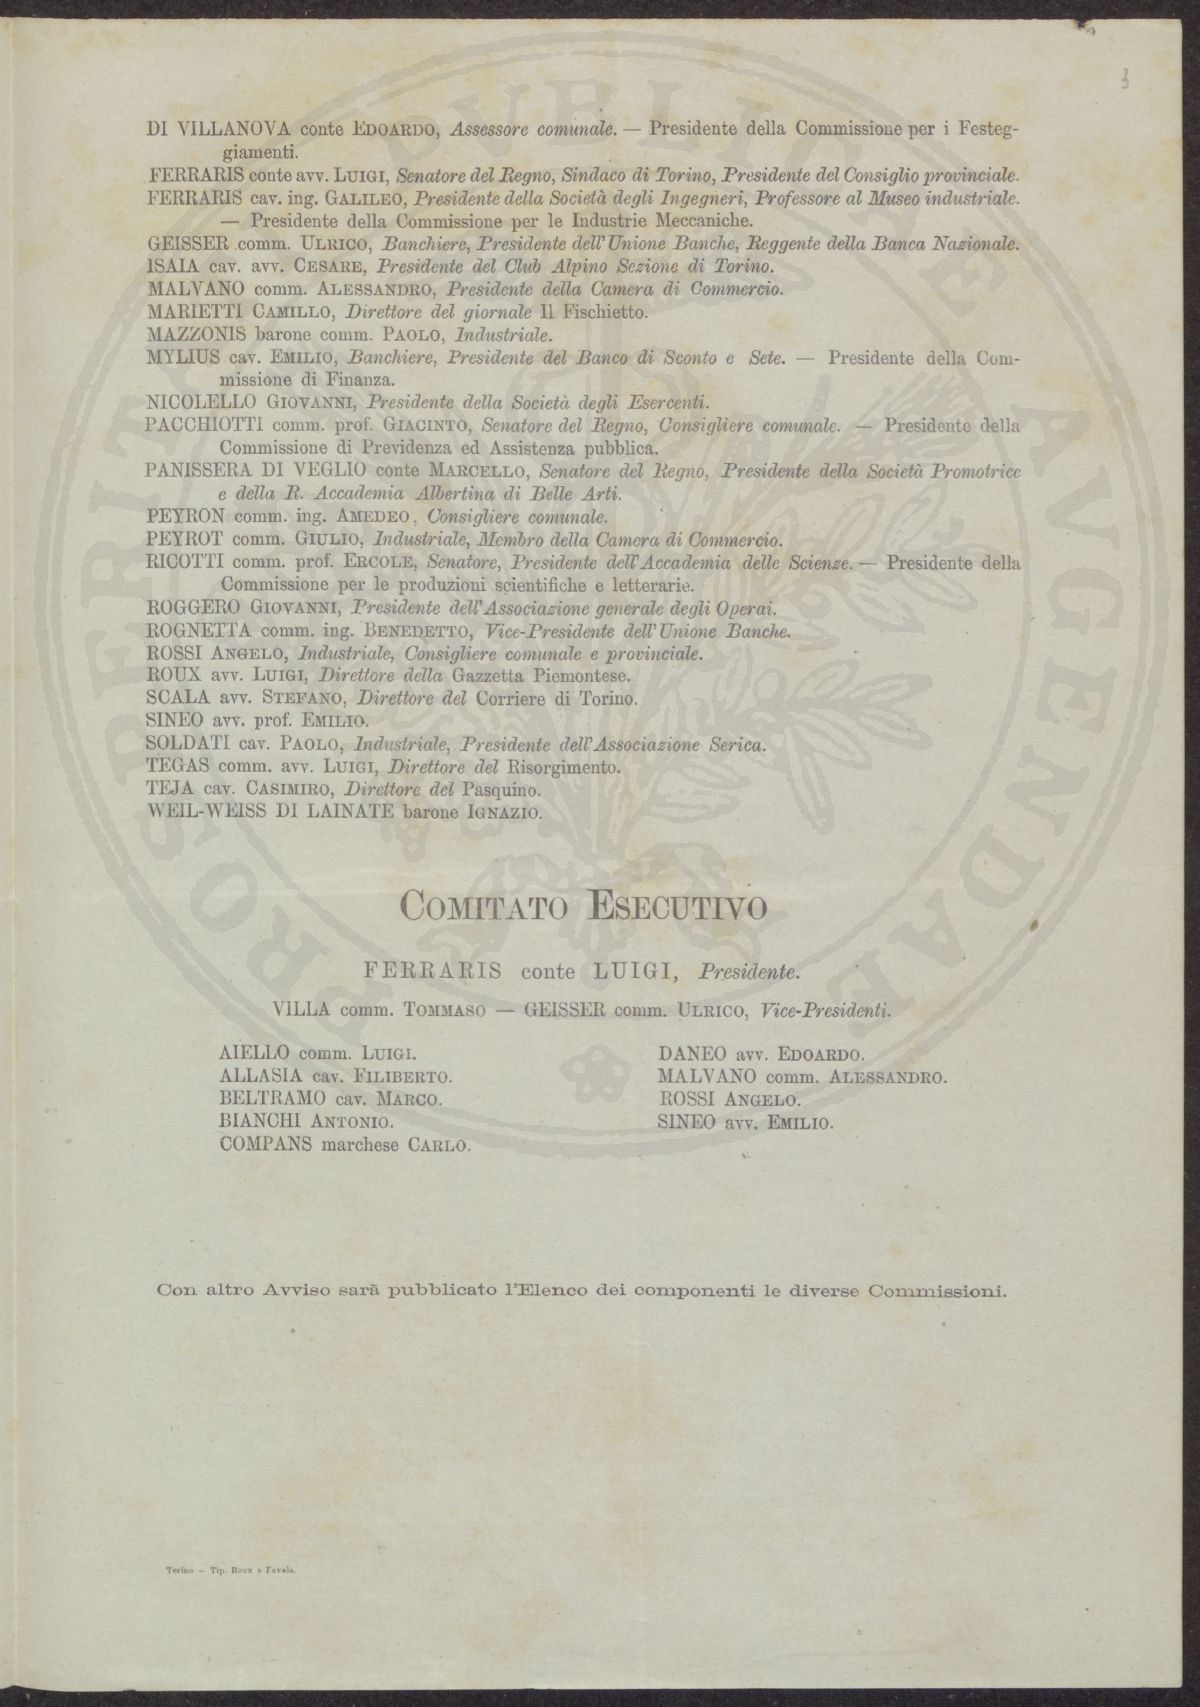 3
DI VILLANOVA conte EDOARDO, Assessore comunale. — Presidente della Commissione per i Festeg-
giamenti.
FERRARIS conte avv. LUIGI, Senatore del Regno, Sindaco di Torino, Presidente del Consiglio provinciale.
FERRARIS cav. ing. GALILEO, Presidente della Società degli Ingegneri, Professore al Museo industriale.
— Presidente della Commissione per le Industrie Meccaniche.
GEISSER comm. ULRICO, Banchiere, Presidente dell'Unione Banche, Reggente della Banca Nazionale.
ISAIA cav. avv. CESARE, Presidente del Club Alpino Sezione di Torino.
MALVANO comm. ALESSANDRO, Presidente della Camera di Commercio.
MARIETTI CAMILLO, Direttore del giornale Il Fischietto.
MAZZONIS barone comm. PAOLO, Industriale.
MYLIUS cav. EMILIO, Banchiere, Presidente del Banco di Sconto e Sete. — Presidente della Com-
missione di Finanza.
NICOLELLO GIOVANNI, Presidente della Società degli Esercenti.
PACCHIOTTI comm. prof. GIACINTO, Senatore del Regno, Consigliere comunale. — Presidente della
Commissione di Previdenza ed Assistenza pubblica.
PANISSERA DI VEGLIO conte MARCELLO, Senatore del Regno, Presidente della Società Promotrice
e della R. Accademia Albertina di Belle Arti.
PEYRON comm. ing. AMEDEO, Consigliere comunale.
PEYROT comm. GIULIO, Industriale, Membro della Camera di Commercio.
RICOTTI comm. prof. ERCOLE, Senatore, Presidente dell'Accademia delle Scienze. — Presidente della
Commissione per le produzioni scientifiche e letterarie.
ROGGERO GIOVANNI, Presidente dell'Associazione generale degli Operai.
ROGNETTA comm. ing. BENEDETTO, Vice-Presidente dell'Unione Banche.
ROSSI ANGELO, Industriale, Consigliere comunale e provinciale.
ROUX avv. LUIGI, Direttore della Gazzetta Piemontese.
SCALA avv. STEFANO, Direttore del Corriere di Torino.
SINEO avv. prof. EMILIO.
SOLDATI cav. PAOLO, Industriale, Presidente dell'Associazione Serica.
TEGAS comm. avv. LUIGI, Direttore del Risorgimento.
TEJA cav. CASIMIRO, Direttore del Pasquino.
WEIL-WEISS DI LAINATE barone IGNAZIO.
COMITATO ESECUTIVO
FERRARIS conte LUIGI, Presidente.
VILLA comm. TOMMASO — GEISSER comm. ULRICO, Vice-Presidenti.
AIELLO comm. LUIGI.
ALLASIA cav. FILIBERTO.
BELTRAMO cav. MARCO.
BIANCHI ANTONIO.
COMPANS marchese CARLO.
DANEO avv. EDOARDO.
MALVANO comm. ALESSANDRO.
ROSSI ANGELO.
SINEO avv. EMILIO.
Con altro Avviso sarà pubblicato l'Elenco dei componenti le diverse Commissioni.
Torino — Tip. Roux e Favale.
PROSPERITATI PVBLICAE AVGENDAE